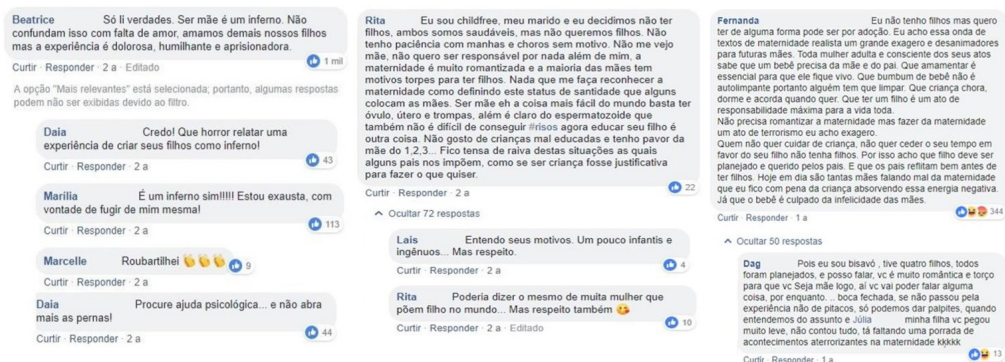 Beatrice Só li verdades. Ser mãe é um inferno. Não
confundam isso com falta de amor, amamos demais nossos filhos
mas a experiência é dolorosa, humilhante e aprisionadora.
1 mil
Curtir · Responder · 2 a · Editado
A opção "Mais relevantes" está selecionada; portanto, algumas respostas
podem não ser exibidas devido ao filtro.
Daia Credo! Que horror relatar uma
experiência de criar seus filhos como inferno!
43
Curtir · Responder · 2 a
Marilia É um inferno sim!!!!! Estou exausta, com
vontade de fugir de mim mesma!
113
Curtir · Responder · 2 a
Marcelle Roubartilhei 👏👏👏 9
Curtir · Responder · 2 a
Daia Procure ajuda psicológica... e não abra
mais as pernas!
44
Curtir · Responder · 2 a
Rita Eu sou childfree, meu marido e eu decidimos não ter
filhos, ambos somos saudáveis, mas não queremos filhos. Não
tenho paciência com manhas e choros sem motivo. Não me vejo
mãe, não quero ser responsável por nada além de mim, a
maternidade é muito romantizada e a maioria das mães tem
motivos torpes para ter filhos. Nada que me faça reconhecer a
maternidade como definindo este status de santidade que alguns
colocam as mães. Ser mãe eh a coisa mais fácil do mundo basta ter
óvulo, útero e trompas, além é claro do espermatozoide que
também não é difícil de conseguir #risos agora educar seu filho é
outra coisa. Não gosto de crianças mal educadas e tenho pavor da
mãe do 1,2,3... Fico tensa de raiva destas situações as quais
alguns pais nos impõem, como se ser criança fosse justificativa
para fazer o que quiser.
22
Curtir · Responder · 2 a
Ocultar 72 respostas
Lais Entendo seus motivos. Um pouco infantis e
ingênuos... Mas respeito.
4
Curtir · Responder · 2 a
Rita Poderia dizer o mesmo de muita mulher que
põem filho no mundo... Mas respeito também 😘
10
Curtir · Responder · 2 a · Editado
Fernanda Eu não tenho filhos mas quero
ter de alguma forma pode ser por adoção. Eu acho essa onda
de textos de maternidade realista um grande exagero e desanimadores
para futuras mães. Toda mulher adulta e consciente dos seus atos
sabe que um bebê precisa da mãe e do pai. Que amamentar é
essencial para que ele fique vivo. Que bumbum de bebê não é
autolimpante portanto alguém tem que limpar. Que criança chora,
dorme e acorda quando quer. Que ter um filho é um ato de
responsabilidade máxima para a vida toda.
Não precisa romantizar a maternidade mas fazer da maternidade
um ato de terrorismo eu acho exagero.
Quem não quer cuidar de criança, não quer ceder o seu tempo em
favor do seu filho não tenha filhos. Por isso acho que filho deve ser
planejado e querido pelos pais. E que os pais reflitam bem antes de
ter filhos. Hoje em dia são tantas mães falando mal da maternidade
que eu fico com pena da criança absorvendo essa energia negativa.
Já que o bebê é culpado da infelicidade das mães.
344
Curtir · Responder · 1 a
Ocultar 50 respostas
Dag Pois eu sou bisavó , tive quatro filhos, todos
foram planejados, e posso falar, vc é muito romântica e torço
para que vc Seja mãe logo, aí vc vai poder falar alguma
coisa, por enquanto. .. boca fechada, se não passou pela
experiência não de pitacos, só podemos dar palpites, quando
entendemos do assunto e Júlia minha filha vc pegou
muito leve, não contou tudo, tá faltando uma porrada de
acontecimentos aterrorizantes na maternidade kkkkk
13
Curtir · Responder · 1 a